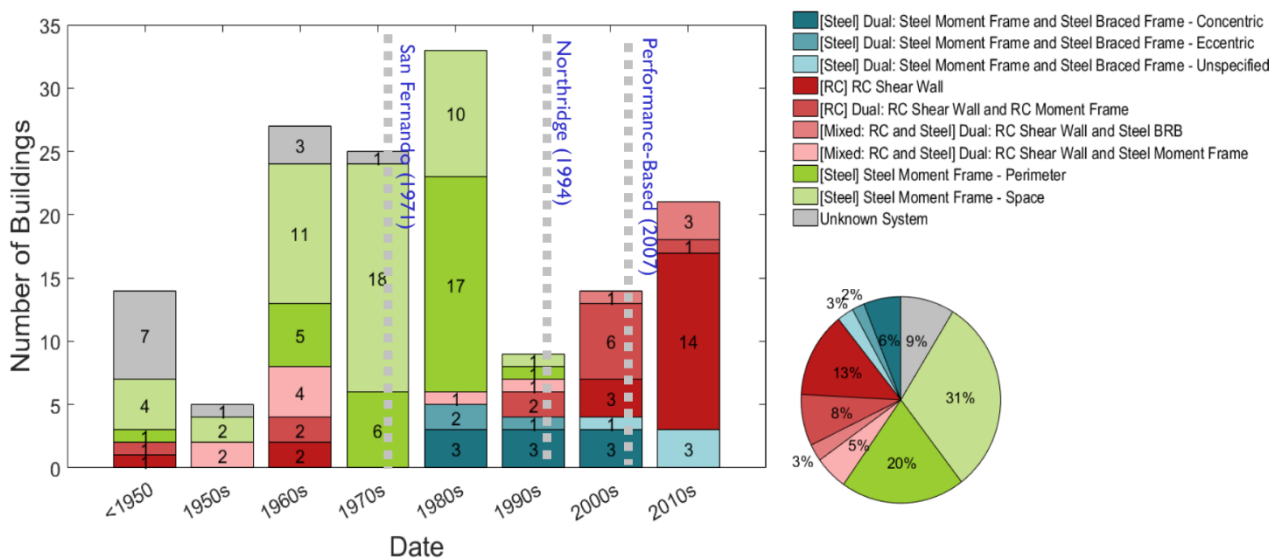 35
30
25
20
15
10
5
0
Number of Buildings
7
4
1
1
1
1
2
2
3
11
5
4
2
2
1
18
6
10
17
1
2
3
1
1
1
2
1
3
1
6
3
1
3
3
1
14
3
San Fernando (1971)
Northridge (1994)
Performance-Based (2007)
<1950
1950s
1960s
1970s
1980s
1990s
2000s
2010s
Date
[Steel] Dual: Steel Moment Frame and Steel Braced Frame - Concentric
[Steel] Dual: Steel Moment Frame and Steel Braced Frame - Eccentric
[Steel] Dual: Steel Moment Frame and Steel Braced Frame - Unspecified
[RC] RC Shear Wall
[RC] Dual: RC Shear Wall and RC Moment Frame
[Mixed: RC and Steel] Dual: RC Shear Wall and Steel BRB
[Mixed: RC and Steel] Dual: RC Shear Wall and Steel Moment Frame
[Steel] Steel Moment Frame - Perimeter
[Steel] Steel Moment Frame - Space
Unknown System
2%
3%
6%
9%
13%
31%
8%
5%
3%
20%